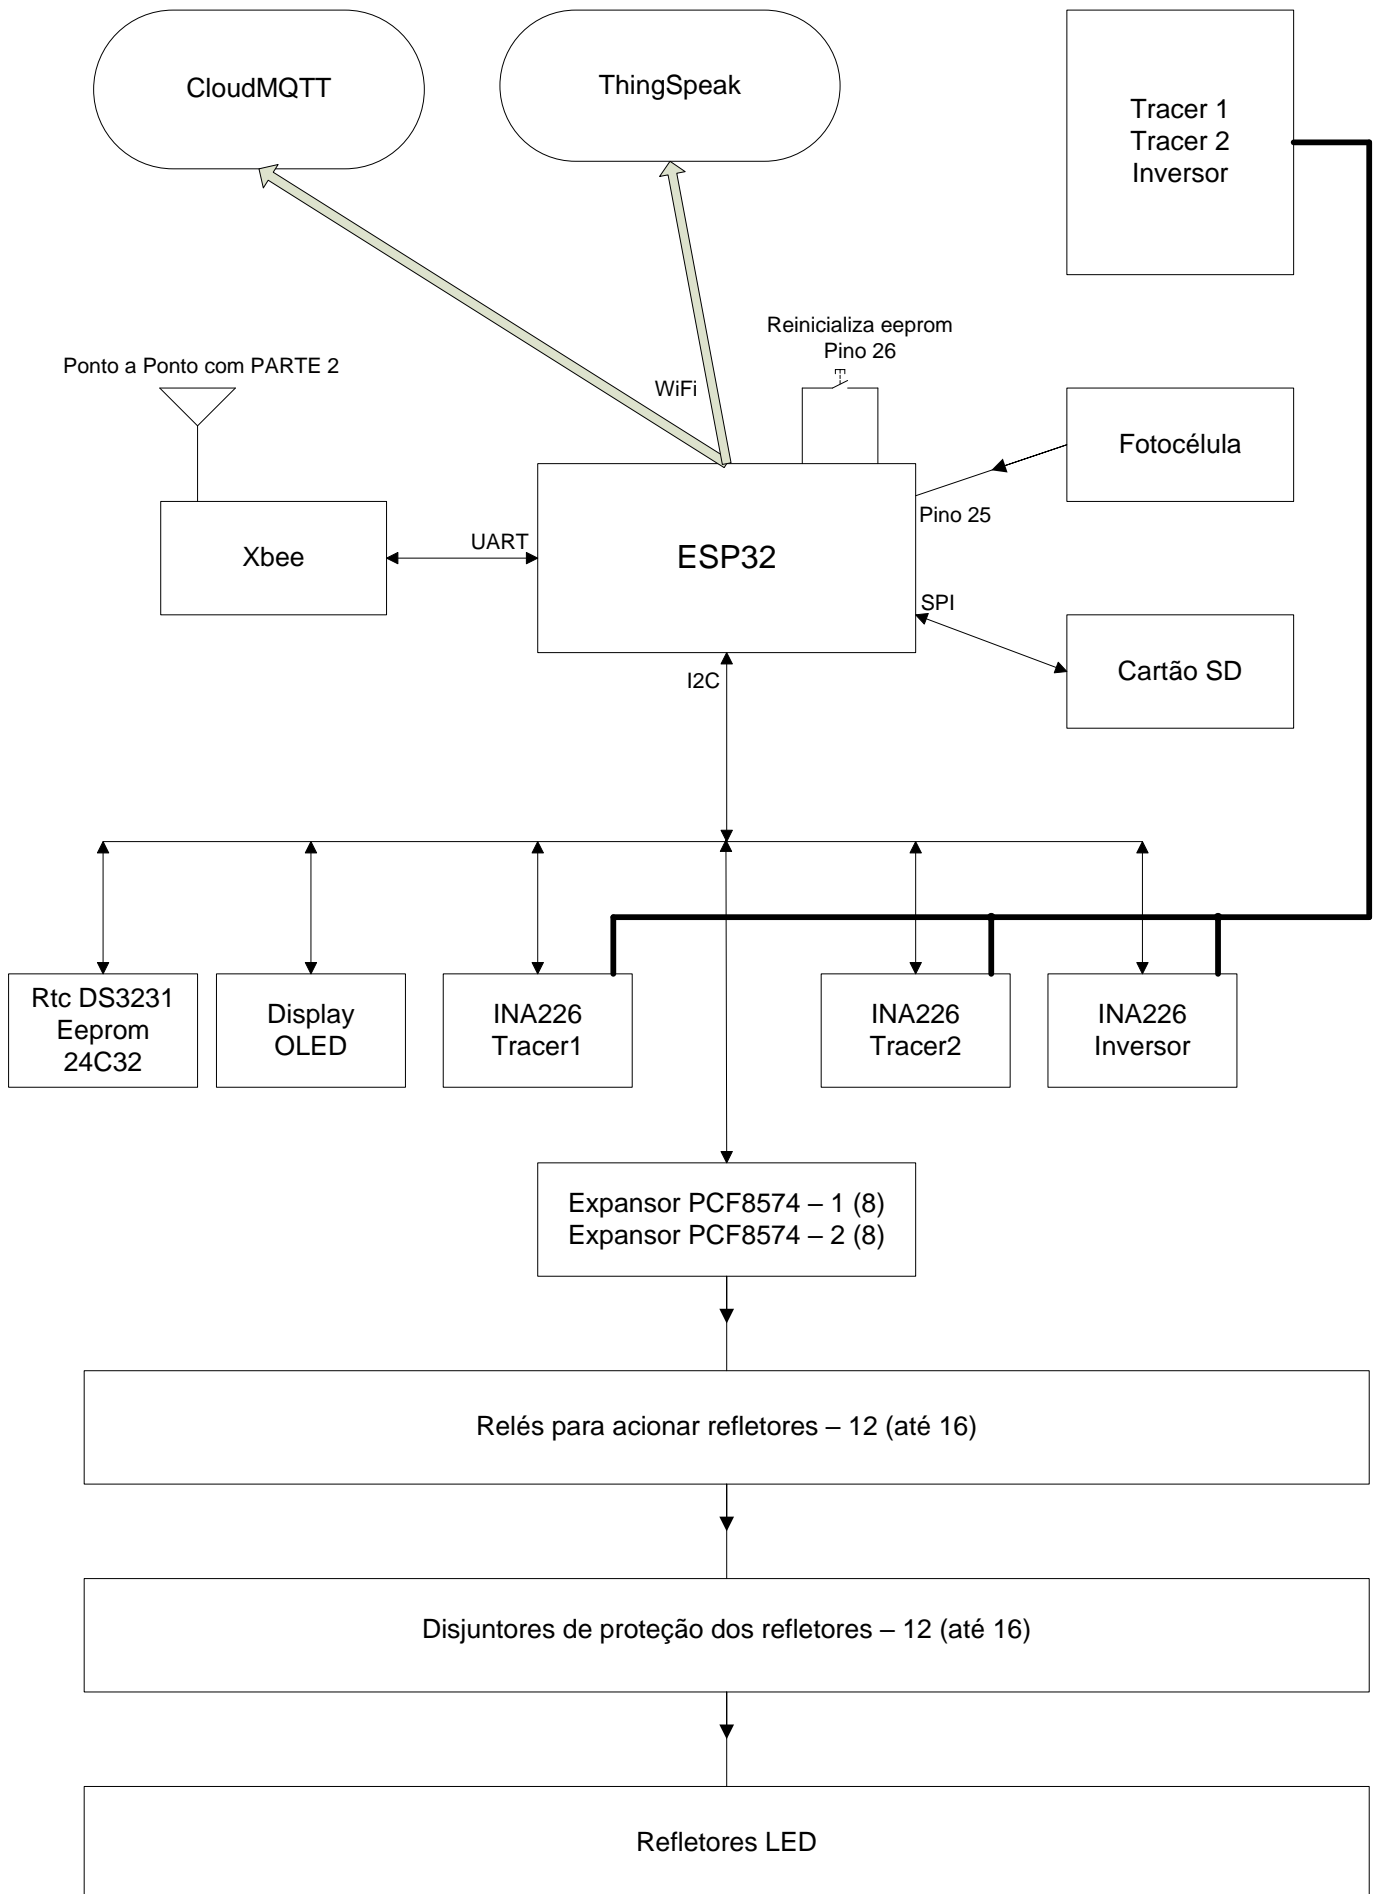 CloudMQTT
ThingSpeak
Tracer 1
Tracer 2
Inversor
Reinicializa eeprom
Pino 26
Ponto a Ponto com PARTE 2
WiFi
Fotocélula
Pino 25
Xbee
UART
ESP32
SPI
Cartão SD
I2C
Rtc DS3231
Eeprom
24C32
Display
OLED
INA226
Tracer1
INA226
Tracer2
INA226
Inversor
Expansor PCF8574 – 1 (8)
Expansor PCF8574 – 2 (8)
Relés para acionar refletores – 12 (até 16)
Disjuntores de proteção dos refletores – 12 (até 16)
Refletores LED